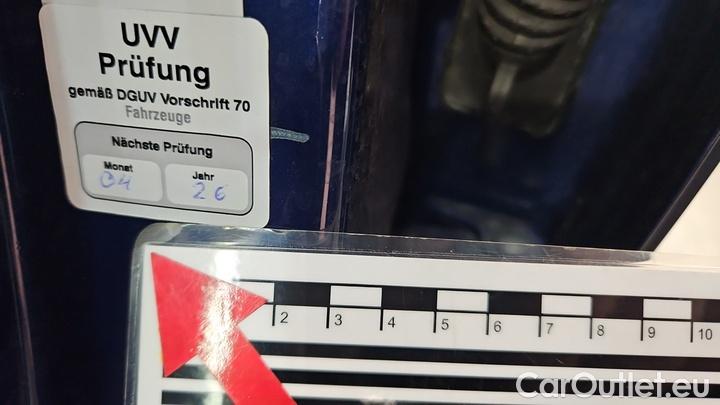 UVV
Prüfung
gemäß DGUV Vorschrift 70
Fahrzeuge
Nächste Prüfung
Monat Jahr
04 26
2 3 4 5 6 7 8 9 10
CarOutlet.eu